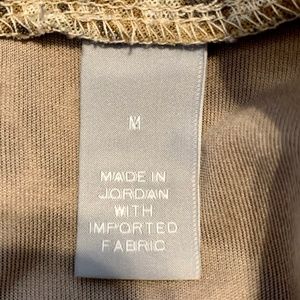 M
MADE IN
JORDAN
WITH
IMPORTED
FABRIC